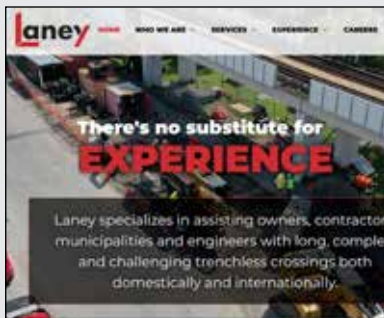 Laney HOME WHO WE ARE SERVICES EXPERIENCE CAREERS
There's no substitute for
EXPERIENCE
Laney specializes in assisting owners, contractor
municipalities and engineers with long, comple
and challenging trenchless crossings both
domestically and internationally.